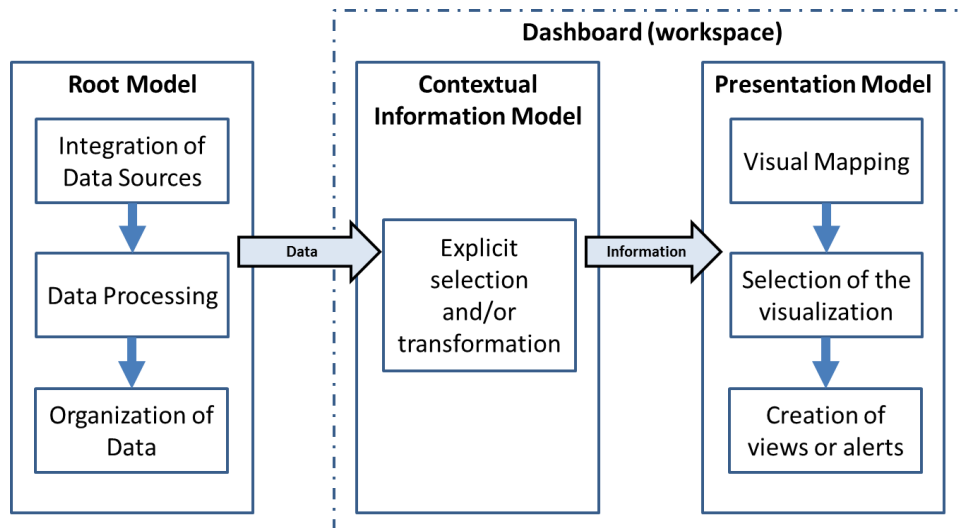 Dashboard (workspace)
Root Model
Integration of
Data Sources
Data Processing
Organization of
Data
Data
Contextual
Information Model
Explicit
selection
and/or
transformation
Information
Presentation Model
Visual Mapping
Selection of the
visualization
Creation of
views or alerts